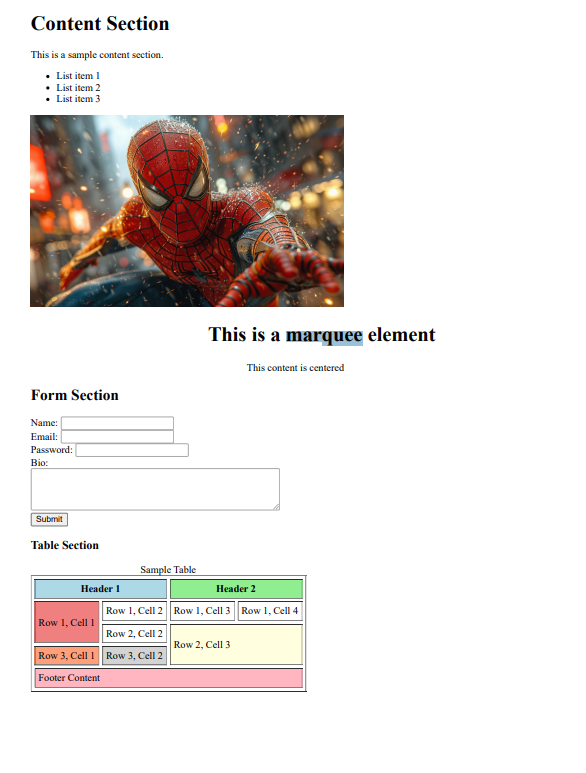 Content Section
This is a sample content section.
List item 1
List item 2
List item 3
This is a marquee element
This content is centered
Form Section
Name:
Email:
Password:
Bio:
Submit
Table Section
Sample Table
Header 1 Header 2
Row 1, Cell 1 Row 1, Cell 2 Row 1, Cell 3 Row 1, Cell 4
Row 2, Cell 2 Row 2, Cell 3
Row 3, Cell 1 Row 3, Cell 2
Footer Content